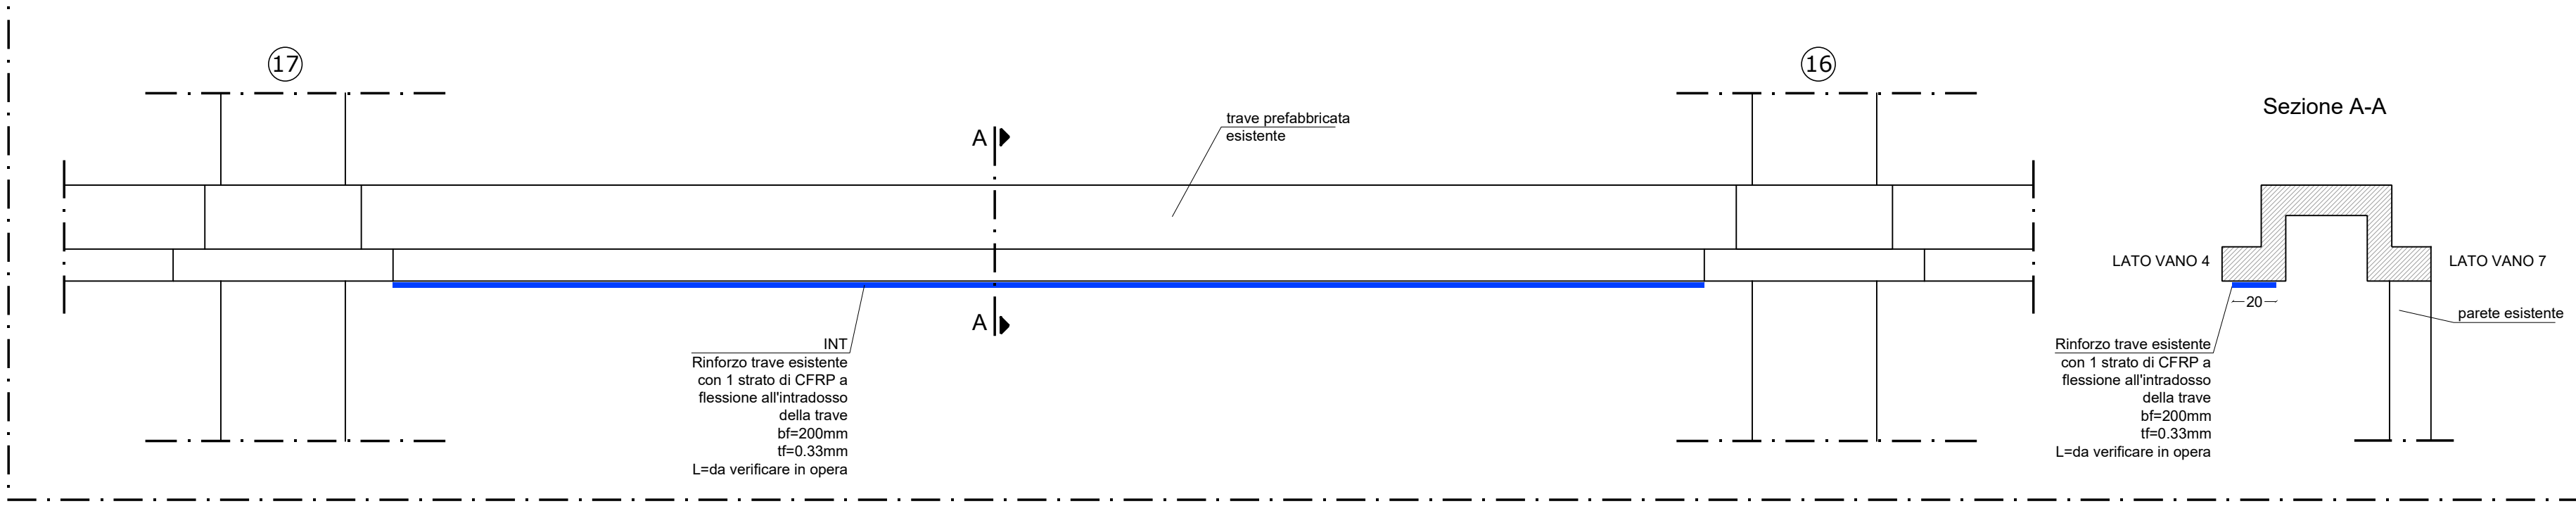 17
16
trave prefabbricata
esistente
A
A
INT
Rinforzo trave esistente
con 1 strato di CFRP a
flessione all'intradosso
della trave
bf=200mm
tf=0.33mm
L=da verificare in opera
Sezione A-A
LATO VANO 4
LATO VANO 7
20
parete esistente
Rinforzo trave esistente
con 1 strato di CFRP a
flessione all'intradosso
della trave
bf=200mm
tf=0.33mm
L=da verificare in opera